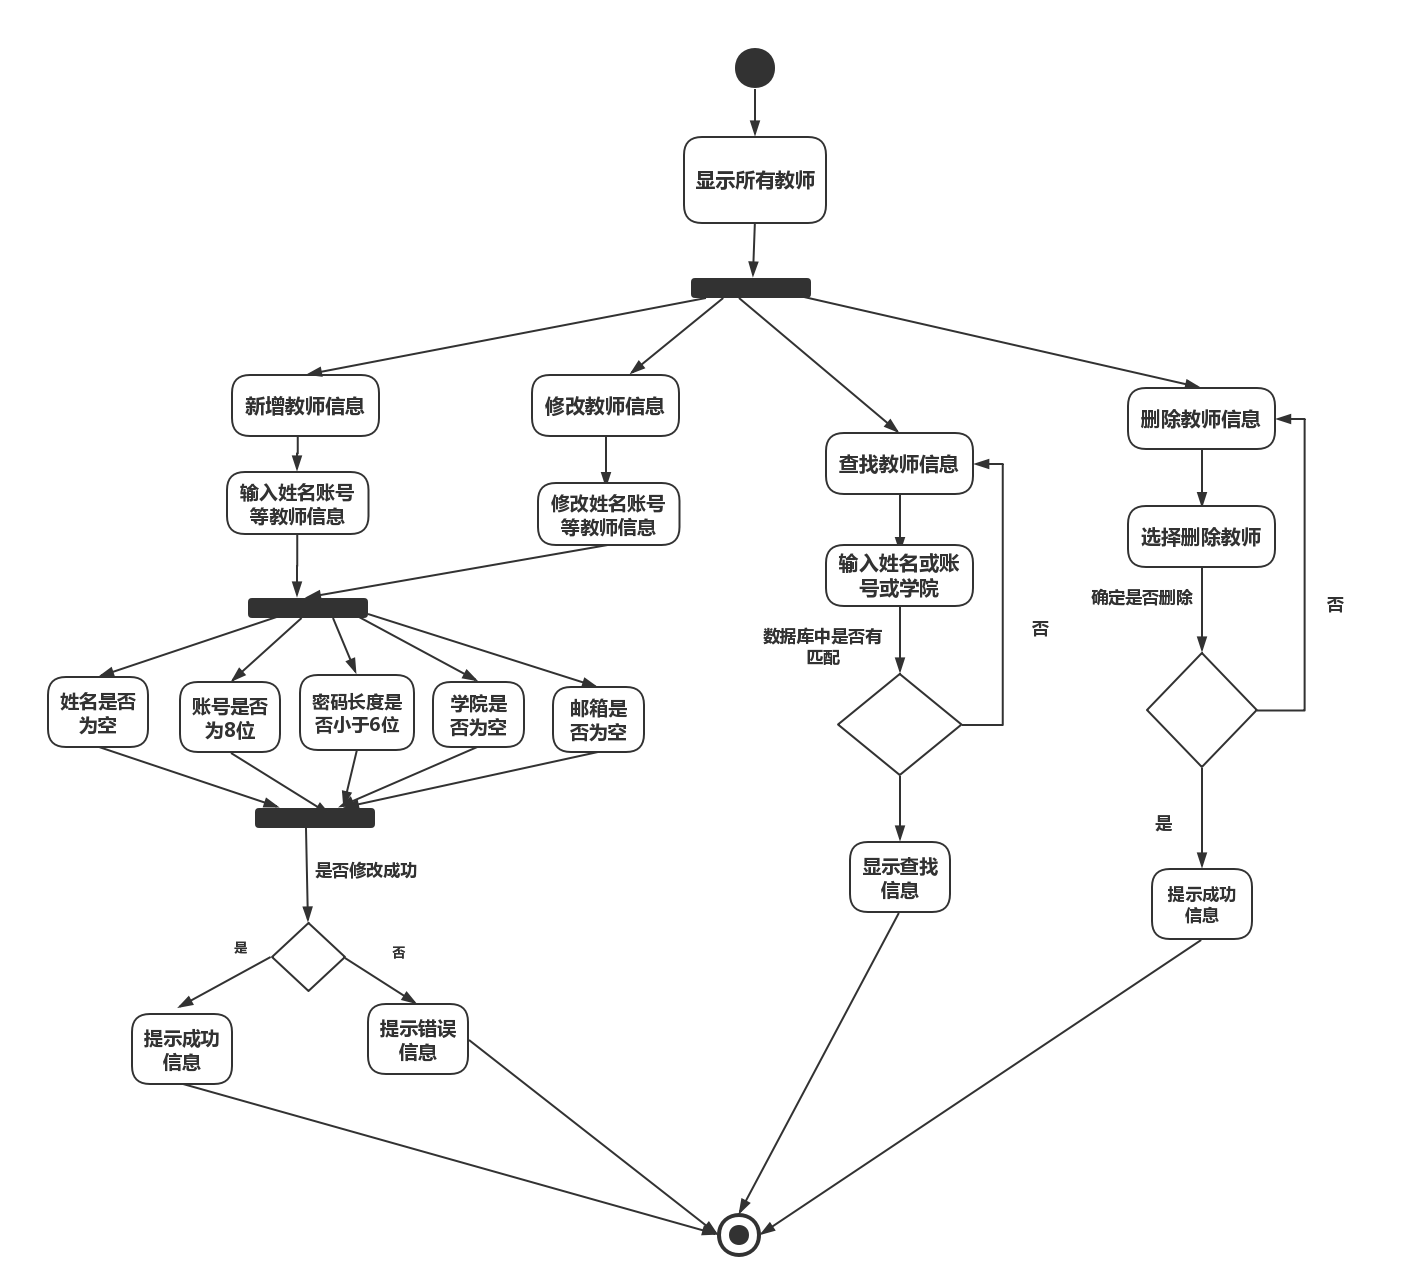 显示所有教师
新增教师信息
修改教师信息
删除教师信息
查找教师信息
输入姓名账号
等教师信息
修改姓名账号
等教师信息
选择删除教师
输入姓名或账
号或学院
确定是否删除
否
数据库中是否有
匹配
否
姓名是否
为空
账号是否
为8位
密码长度是
否小于6位
学院是
否为空
邮箱是
否为空
是
是否修改成功
显示查找
信息
提示成功
信息
是
否
提示成功
信息
提示错误
信息